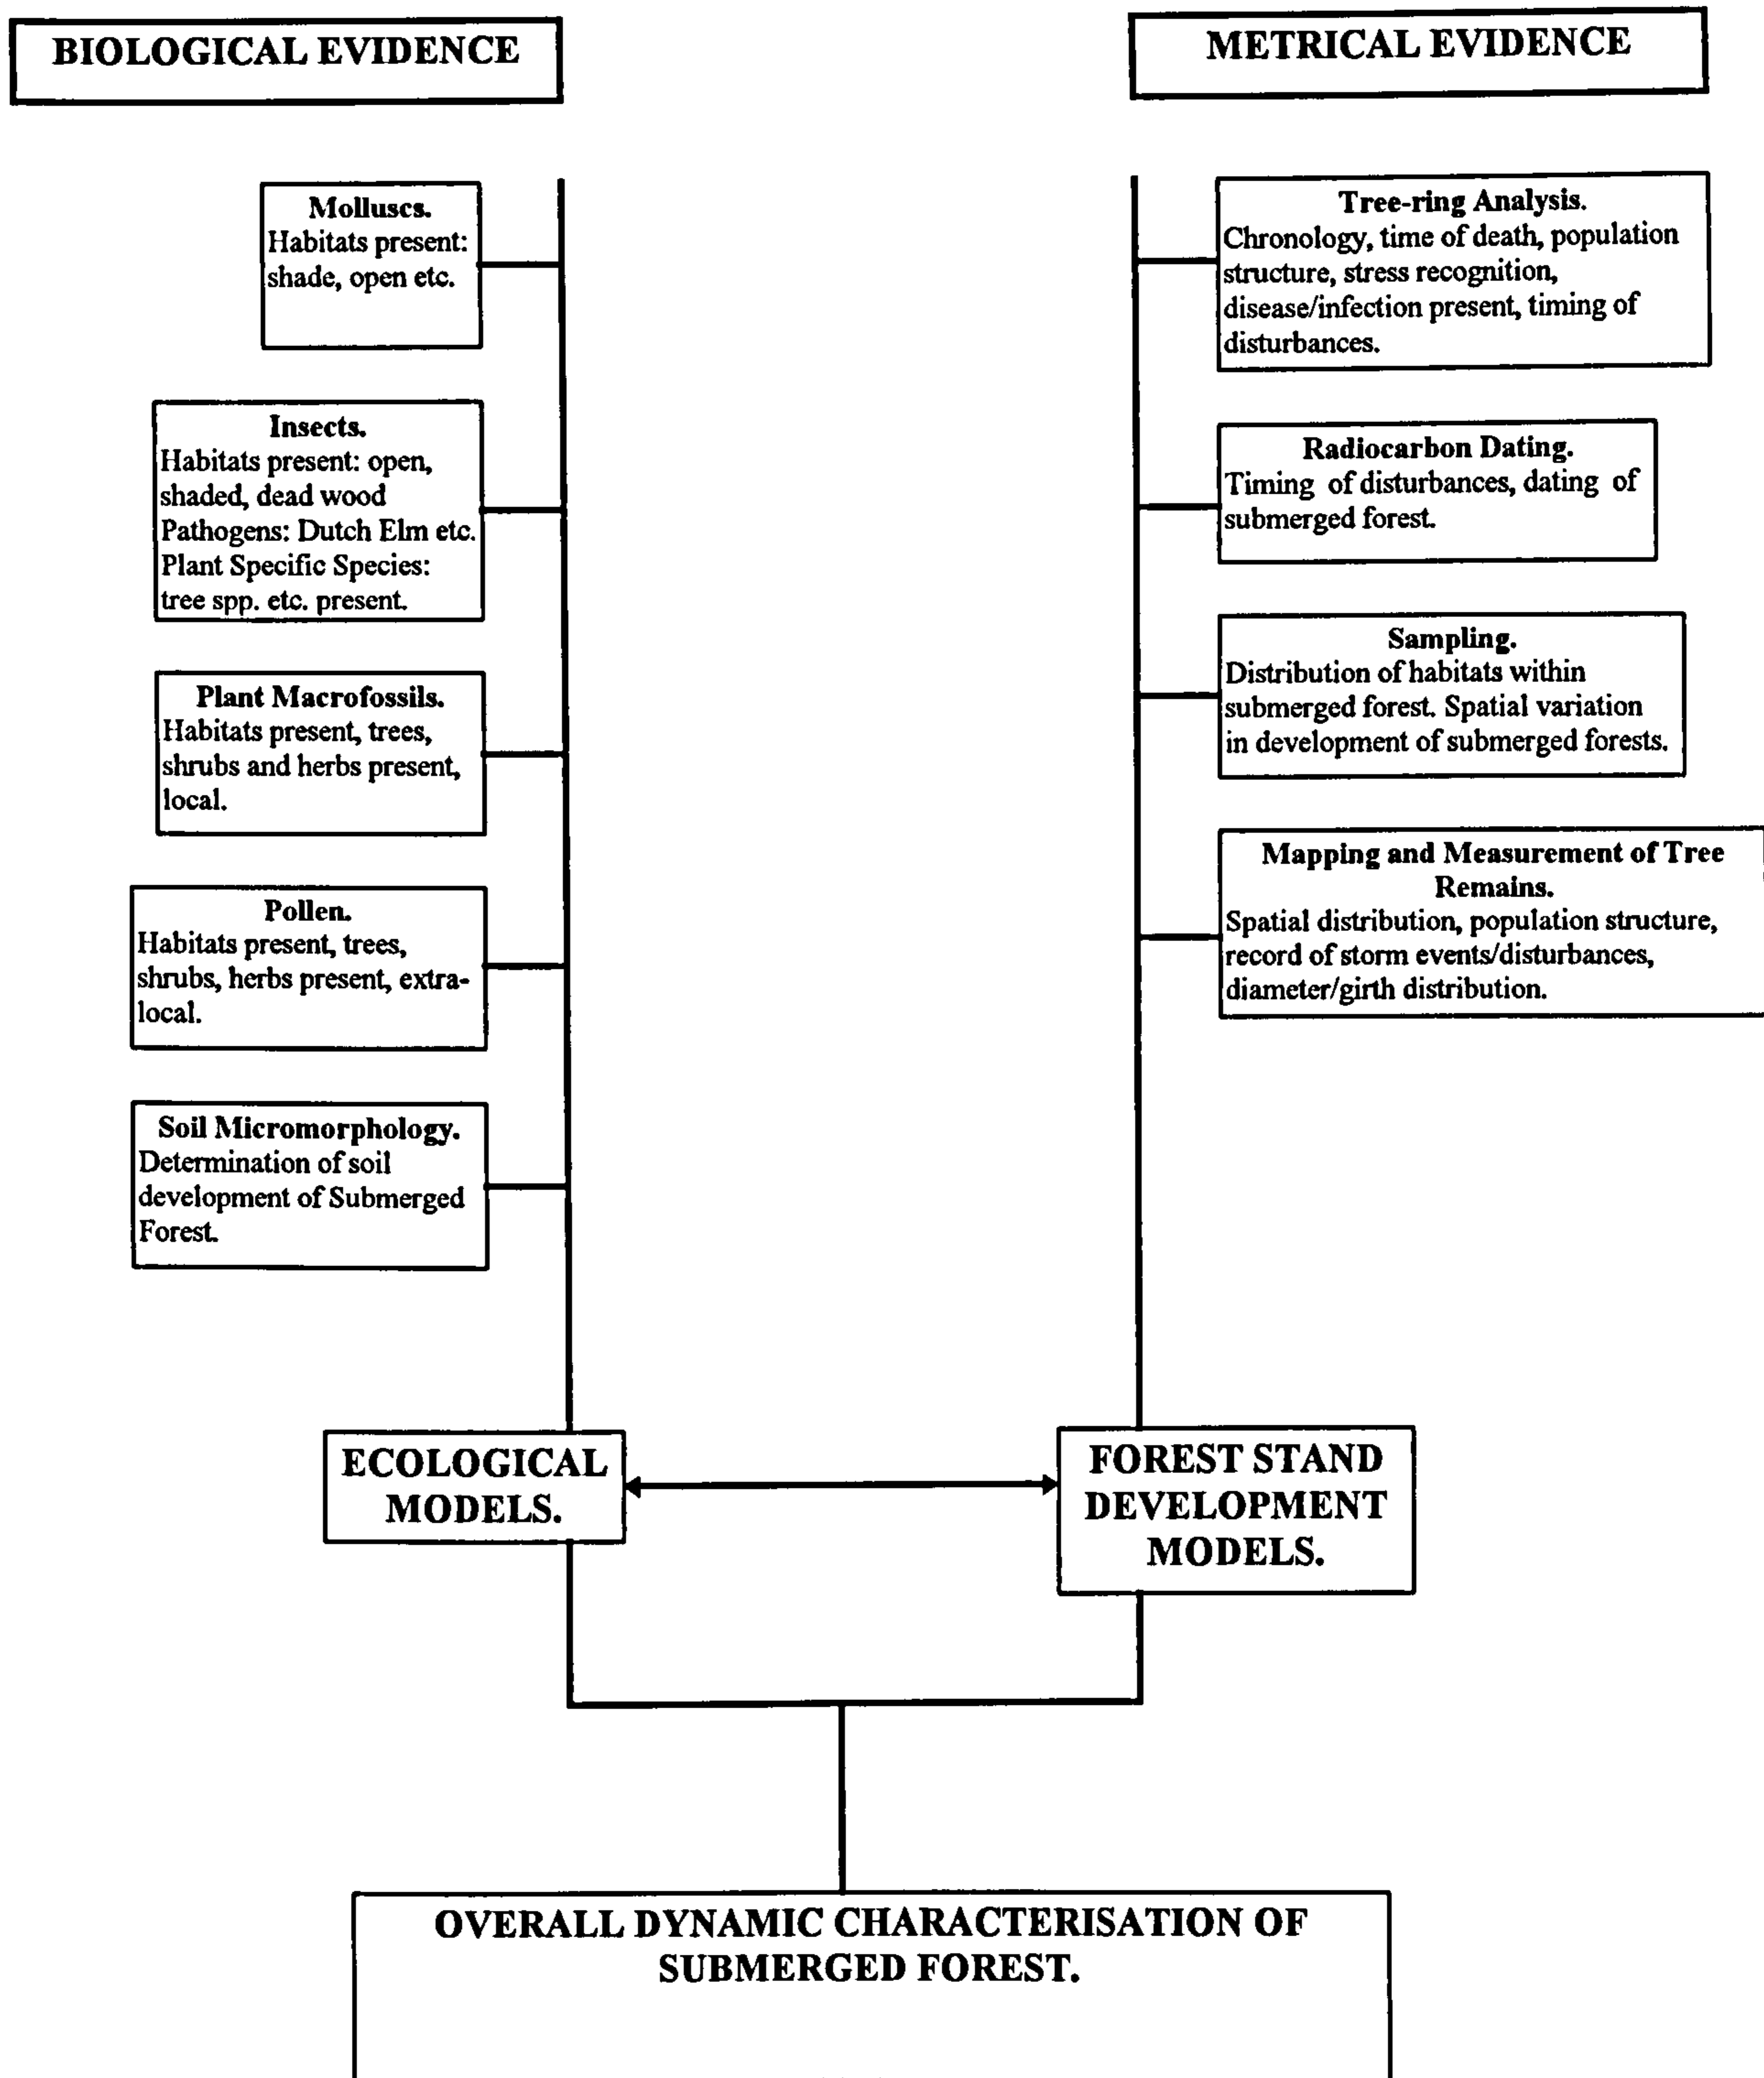 BIOLOGICAL EVIDENCE
Molluscs.
Habitats present:
shade, open etc.
Insects.
Habitats present: open,
shaded, dead wood
Pathogens: Dutch Elm etc.
Plant Specific Species:
tree spp. etc. present.
Plant Macrofossils.
Habitats present, trees,
shrubs and herbs present,
local.
Pollen.
Habitats present, trees,
shrubs, herbs present, extra-
local.
Soil Micromorphology.
Determination of soil
development of Submerged
Forest.
METRICAL EVIDENCE
Tree-ring Analysis.
Chronology, time of death, population
structure, stress recognition,
disease/infection present, timing of
disturbances.
Radiocarbon Dating.
Timing of disturbances, dating of
submerged forest.
Sampling.
Distribution of habitats within
submerged forest. Spatial variation
in development of submerged forests.
Mapping and Measurement of Tree
Remains.
Spatial distribution, population structure,
record of storm events/disturbances,
diameter/girth distribution.
ECOLOGICAL
MODELS.
FOREST STAND
DEVELOPMENT
MODELS.
OVERALL DYNAMIC CHARACTERISATION OF
SUBMERGED FOREST.